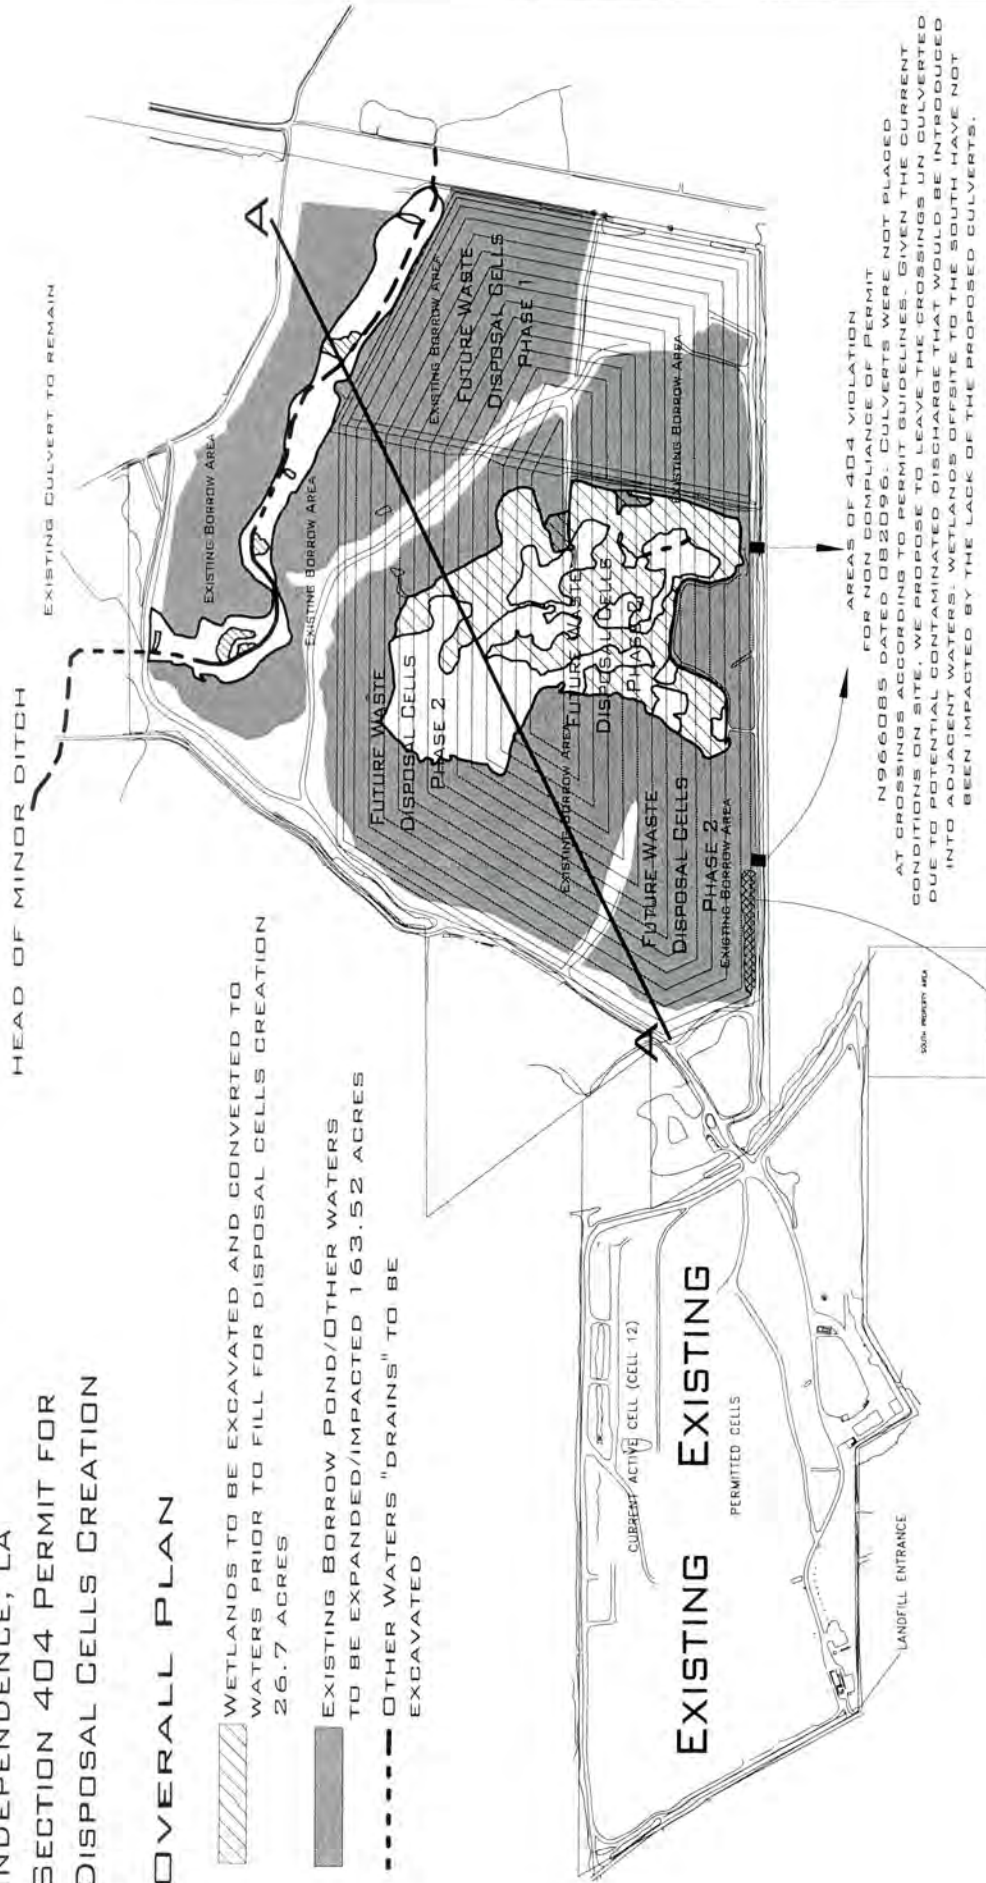 INDEPENDENCE, LA
SECTION 404 PERMIT FOR
DISPOSAL CELLS CREATION
OVERALL PLAN
WETLANDS TO BE EXCAVATED AND CONVERTED TO
WATERS PRIOR TO FILL FOR DISPOSAL CELLS CREATION
26.7 ACRES
EXISTING BORROW POND/OTHER WATERS
TO BE EXPANDED/IMPACTED 163.52 ACRES
OTHER WATERS "DRAINS" TO BE
EXCAVATED
HEAD OF MINOR DITCH
EXISTING CULVERT TO REMAIN
A
EXISTING BORROW AREA
EXISTING BORROW AREA
EXISTING BORROW AREA
FUTURE WASTE
DISPOSAL CELLS
PHASE 1
EXISTING BORROW AREA
FUTURE WASTE
DISPOSAL CELLS
PHASE 2
FUTURE WASTE
DISPOSAL CELLS
PHASE 2
EXISTING BORROW AREA
FUTURE WASTE
DISPOSAL CELLS
PHASE 2
EXISTING BORROW AREA
A
AREAS OF 404 VIOLATION
FOR NON COMPLIANCE OF PERMIT
N966085 DATED 082096. CULVERTS WERE NOT PLACED
AT CROSSINGS ACCORDING TO PERMIT GUIDELINES. GIVEN THE CURRENT
CONDITIONS ON SITE, WE PROPOSE TO LEAVE THE CROSSINGS UN CULVERTED
DUE TO POTENTIAL CONTAMINATED DISCHARGE THAT WOULD BE INTRODUCED
INTO ADJACENT WATERS. WETLANDS OFFSITE TO THE SOUTH HAVE NOT
BEEN IMPACTED BY THE LACK OF THE PROPOSED CULVERTS.
SOUTH PROPERTY AREA
CURRENT ACTIVE CELL (CELL 12)
EXISTING EXISTING
PERMITTED CELLS
LANDFILL ENTRANCE